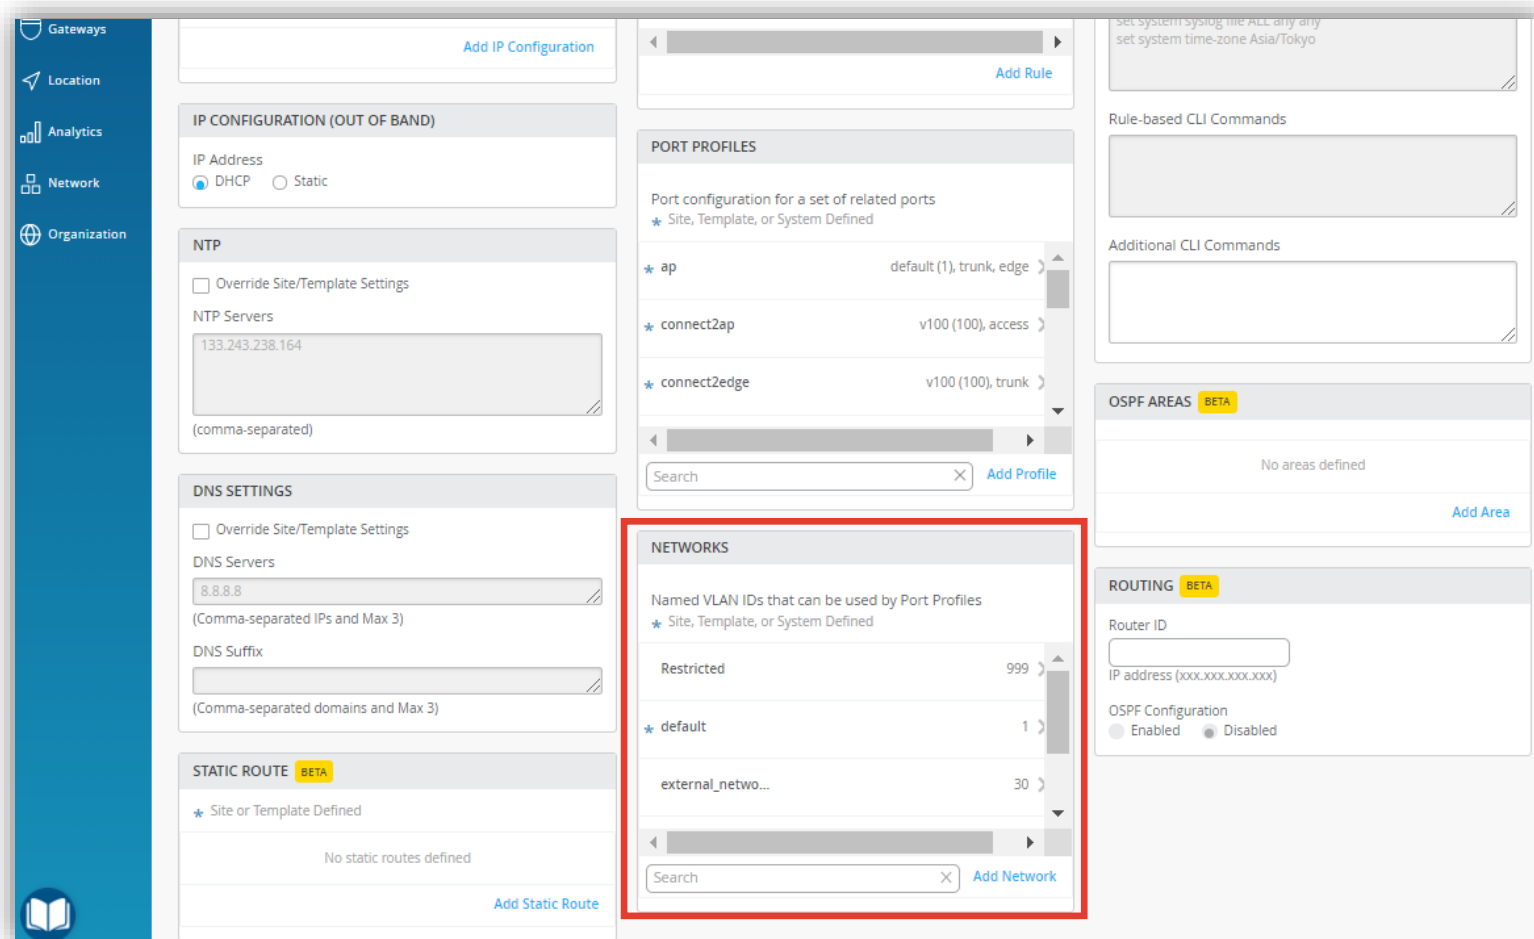 Gateways
Location
Analytics
Network
Organization
Add IP Configuration
IP CONFIGURATION (OUT OF BAND)
IP Address
DHCP
Static
NTP
Override Site/Template Settings
NTP Servers
133.243.238.164
(comma-separated)
DNS SETTINGS
Override Site/Template Settings
DNS Servers
8.8.8.8
(Comma-separated IPs and Max 3)
DNS Suffix
(Comma-separated domains and Max 3)
STATIC ROUTE BETA
* Site or Template Defined
No static routes defined
Add Static Route
Add Rule
PORT PROFILES
Port configuration for a set of related ports
* Site, Template, or System Defined
* ap default (1), trunk, edge
* connect2ap v100 (100), access
* connect2edge v100 (100), trunk
Search Add Profile
NETWORKS
Named VLAN IDs that can be used by Port Profiles
* Site, Template, or System Defined
Restricted 999
* default 1
external_netwo... 30
Search Add Network
set system syslog file ALL any any
set system time-zone Asia/Tokyo
Rule-based CLI Commands
Additional CLI Commands
OSPF AREAS BETA
No areas defined
Add Area
ROUTING BETA
Router ID
IP address (xxx.xxx.xxx.xxx)
OSPF Configuration
Enabled
Disabled